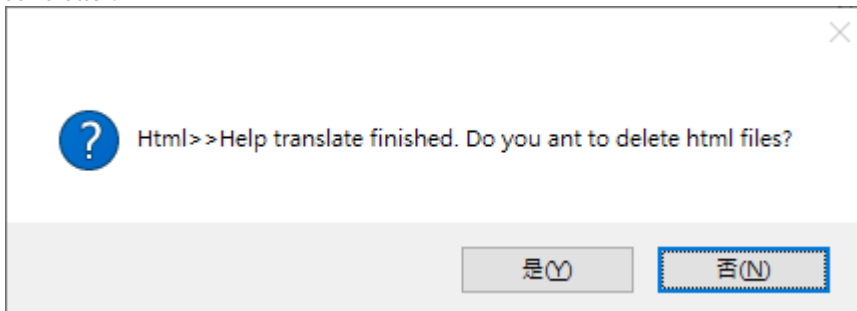 ?
Html>>Help translate finished. Do you ant to delete html files?
是(Y) 否(N)